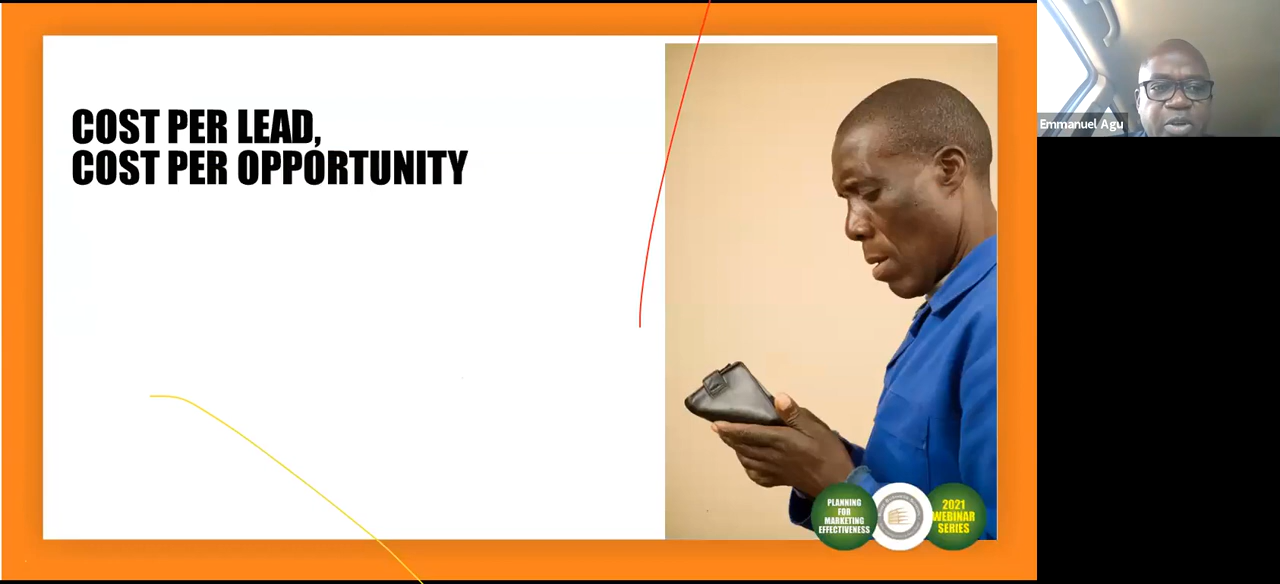 COST PER LEAD,
COST PER OPPORTUNITY
Emmanuel Agu
PLANNING
FOR
MARKETING
EFFECTIVENESS
2021
WEBINAR
SERIES